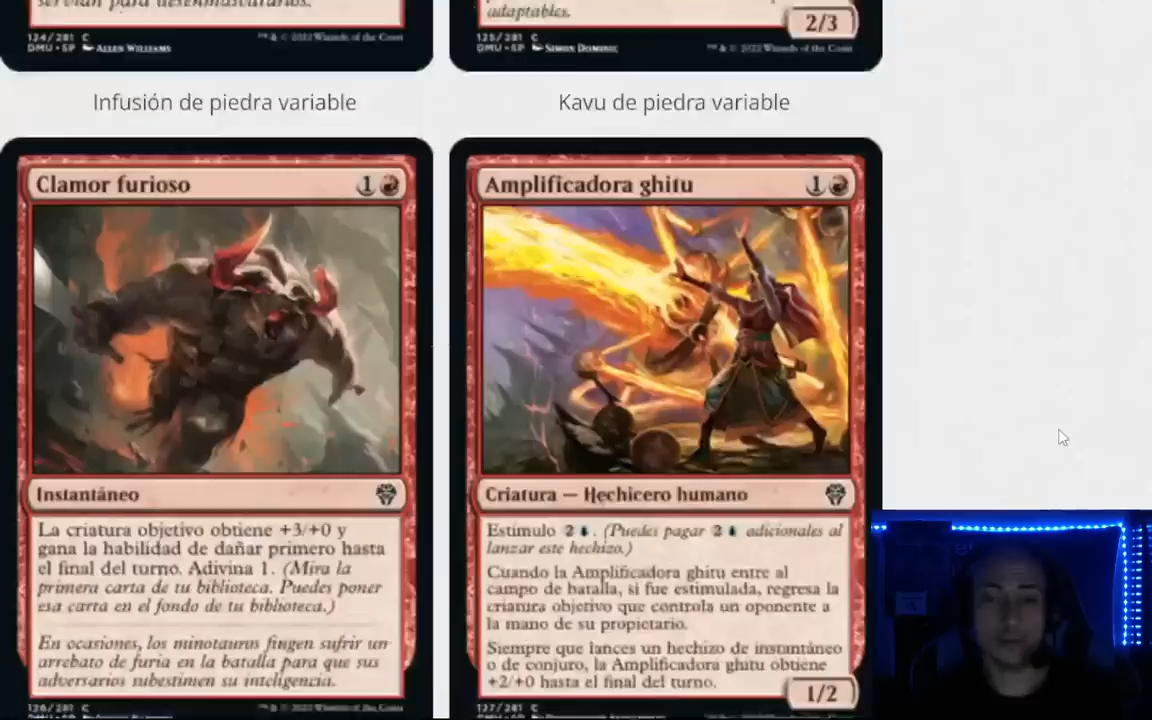 servían para desenmascararlos.
124/281 C
DMU • SP ALLEN WILLIAMS
™ & © 2022 Wizards of the Coast
adaptables.
2/3
125/281 C
DMU • SP SIMON DOMINIC
™ & © 2022 Wizards of the Coast
Infusión de piedra variable
Kavu de piedra variable
Clamor furioso 1
Instantáneo
La criatura objetivo obtiene +3/+0 y
gana la habilidad de dañar primero hasta
el final del turno. Adivina 1. (Mira la
primera carta de tu biblioteca. Puedes poner
esa carta en el fondo de tu biblioteca.)
En ocasiones, los minotauros fingen sufrir un
arrebato de furia en la batalla para que sus
adversarios subestimen su inteligencia.
126/281 C
™ & © 2022 Wizards of the Coast
Amplificadora ghitu 1
Criatura — Hechicero humano
Estímulo 2. (Puedes pagar 2 adicionales al
lanzar este hechizo.)
Cuando la Amplificadora ghitu entre al
campo de batalla, si fue estimulada, regresa la
criatura objetivo que controla un oponente a
la mano de su propietario.
Siempre que lances un hechizo de instantáneo
o de conjuro, la Amplificadora ghitu obtiene
+2/+0 hasta el final del turno.
1/2
127/281 C